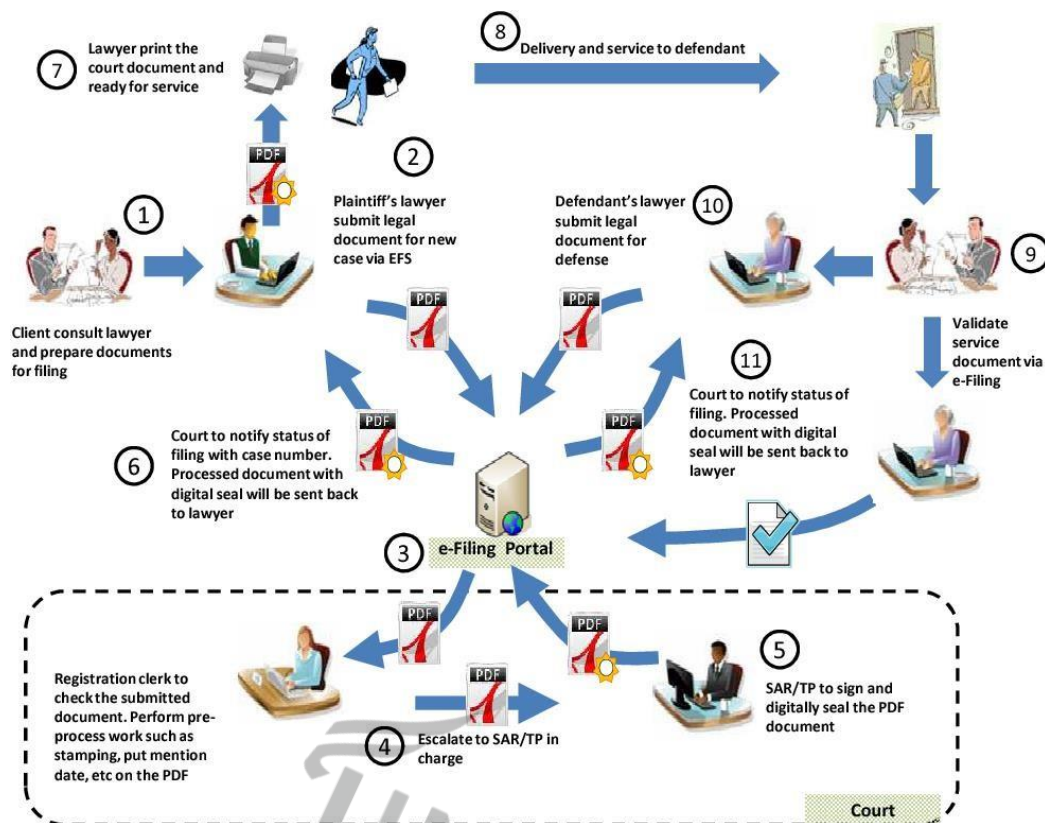 7
Lawyer print the
court document and
ready for service
8
Delivery and service to defendant
PDF
2
Plaintiff's lawyer
submit legal
document for new
case via EFS
Defendant's lawyer
submit legal
document for
defense
10
1
9
Client consult lawyer
and prepare documents
for filing
PDF
PDF
Validate
service
document via
e-Filing
11
Court to notify status of
filing. Processed
document with digital
seal will be sent back to
lawyer
6
Court to notify status of
filing with case number.
Processed document with
digital seal will be sent back
to lawyer
PDF
PDF
3
e-Filing Portal
PDF
PDF
Registration clerk to
check the submitted
document. Perform pre-
process work such as
stamping, put mention
date, etc on the PDF
PDF
4
Escalate to SAR/TP in
charge
5
SAR/TP to sign and
digitally seal the PDF
document
Court